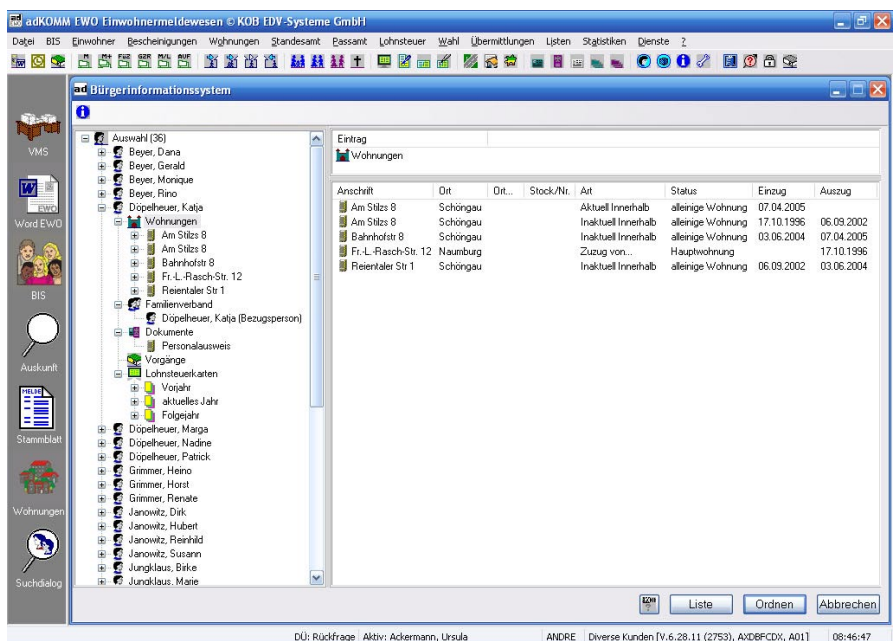 adKOMM EWO Einwohnermeldewesen © KOB EDV-Systeme GmbH
Datei BIS Einwohner Bescheinigungen Wohnungen Standesamt Passamt Lohnsteuer Wahl Übermittlungen Listen Statistiken Dienste ?
ad Bürgerinformationssystem
VMS
Word EWO
BIS
Auskunft
MELDE
Stammblatt
Wohnungen
Suchdialog
Auswahl (36)
Beyer, Dana
Beyer, Gerald
Beyer, Monique
Beyer, Rino
Döpelheuer, Katja
Wohnungen
Am Stilzs 8
Am Stilzs 8
Bahnhofstr 8
Fr.-L.-Rasch-Str. 12
Reientaler Str 1
Familienverband
Döpelheuer, Katja (Bezugsperson)
Dokumente
Personalausweis
Vorgänge
Lohnsteuerkarten
Vorjahr
aktuelles Jahr
Folgejahr
Döpelheuer, Marga
Döpelheuer, Nadine
Döpelheuer, Patrick
Grimmer, Heino
Grimmer, Horst
Grimmer, Renate
Janowitz, Dirk
Janowitz, Hubert
Janowitz, Reinhild
Janowitz, Susann
Jungklaus, Birke
Jungklaus, Marie
Eintrag
Wohnungen
Anschrift Ort Ort... Stock/Nr. Art Status Einzug Auszug
Am Stilzs 8 Schöngau Aktuell Innerhalb alleinige Wohnung 07.04.2005
Am Stilzs 8 Schöngau Inaktuell Innerhalb alleinige Wohnung 17.10.1996 06.09.2002
Bahnhofstr 8 Schöngau Inaktuell Innerhalb alleinige Wohnung 03.06.2004 07.04.2005
Fr.-L.-Rasch-Str. 12 Naumburg Zuzug von... Hauptwohnung 17.10.1996
Reientaler Str 1 Schöngau Inaktuell Innerhalb alleinige Wohnung 06.09.2002 03.06.2004
Liste Ordnen Abbrechen
DÜ: Rückfrage Aktiv: Ackermann, Ursula ANDRE Diverse Kunden [V.6.28.11 (2753), AXDBFCDX, A01] 08:46:47